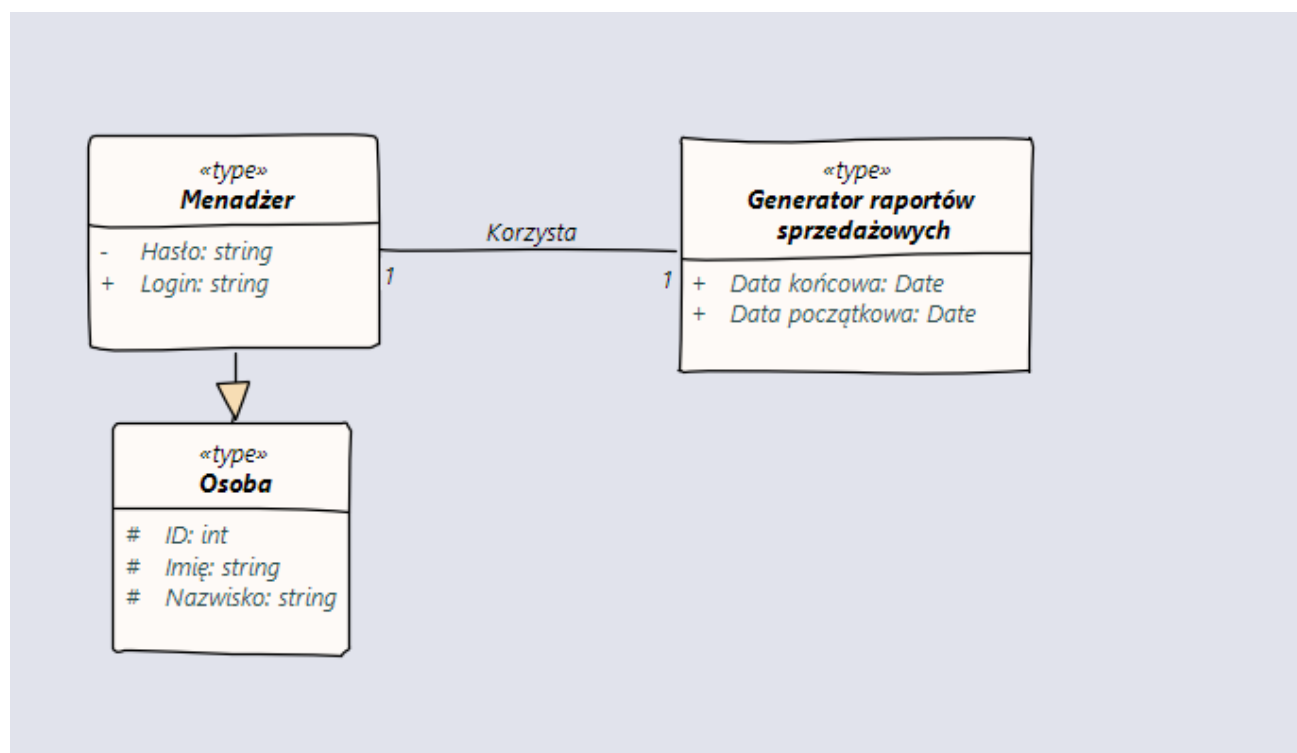 «type»
Menadżer
- Hasło: string
+ Login: string
Korzysta
1
1
«type»
Generator raportów
sprzedażowych
+ Data końcowa: Date
+ Data początkowa: Date
«type»
Osoba
# ID: int
# Imię: string
# Nazwisko: string